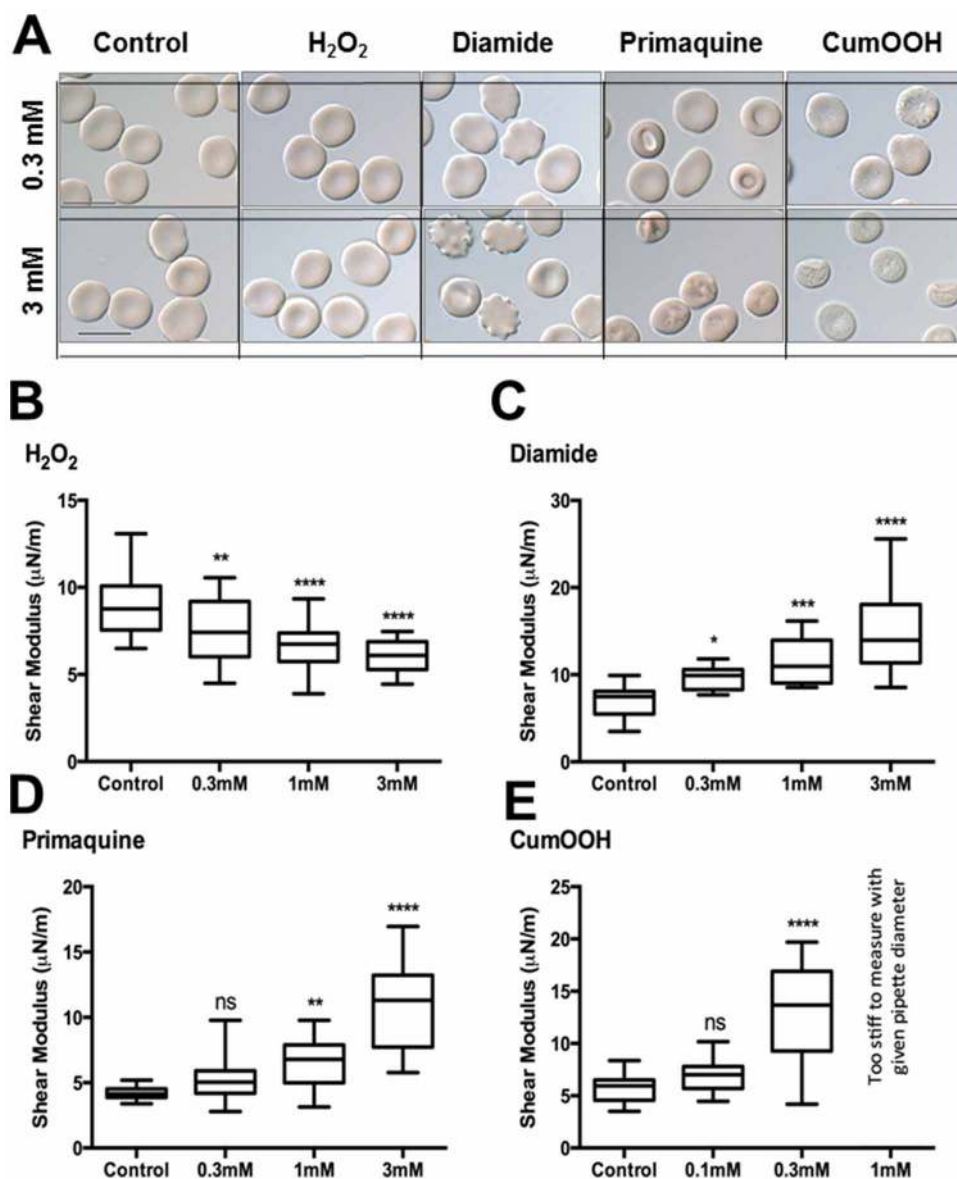 A
Control H₂O₂ Diamide Primaquine CumOOH
0.3 mM
3 mM
B
H₂O₂
Shear Modulus (µN/m)
15
10
5
0
** **** ****
Control 0.3mM 1mM 3mM
C
Diamide
Shear Modulus (µN/m)
30
20
10
0
* *** ****
Control 0.3mM 1mM 3mM
D
Primaquine
Shear Modulus (µN/m)
20
15
10
5
0
ns ** ****
Control 0.3mM 1mM 3mM
E
CumOOH
Shear Modulus (µN/m)
25
20
15
10
5
0
ns ****
Too stiff to measure with
given pipette diameter
Control 0.1mM 0.3mM 1mM